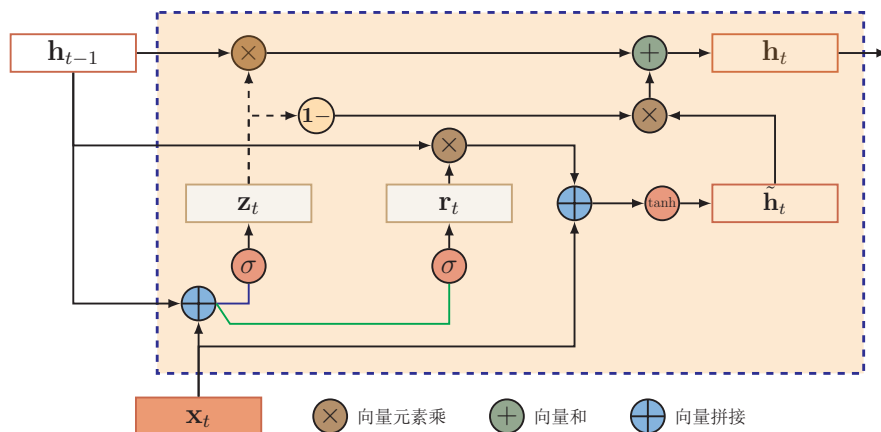 h_{t−1}
×
+
h_t
1−
×
×
z_t
r_t
tanh
h̃_t
σ
σ
x_t
× 向量元素乘
+ 向量和
向量拼接